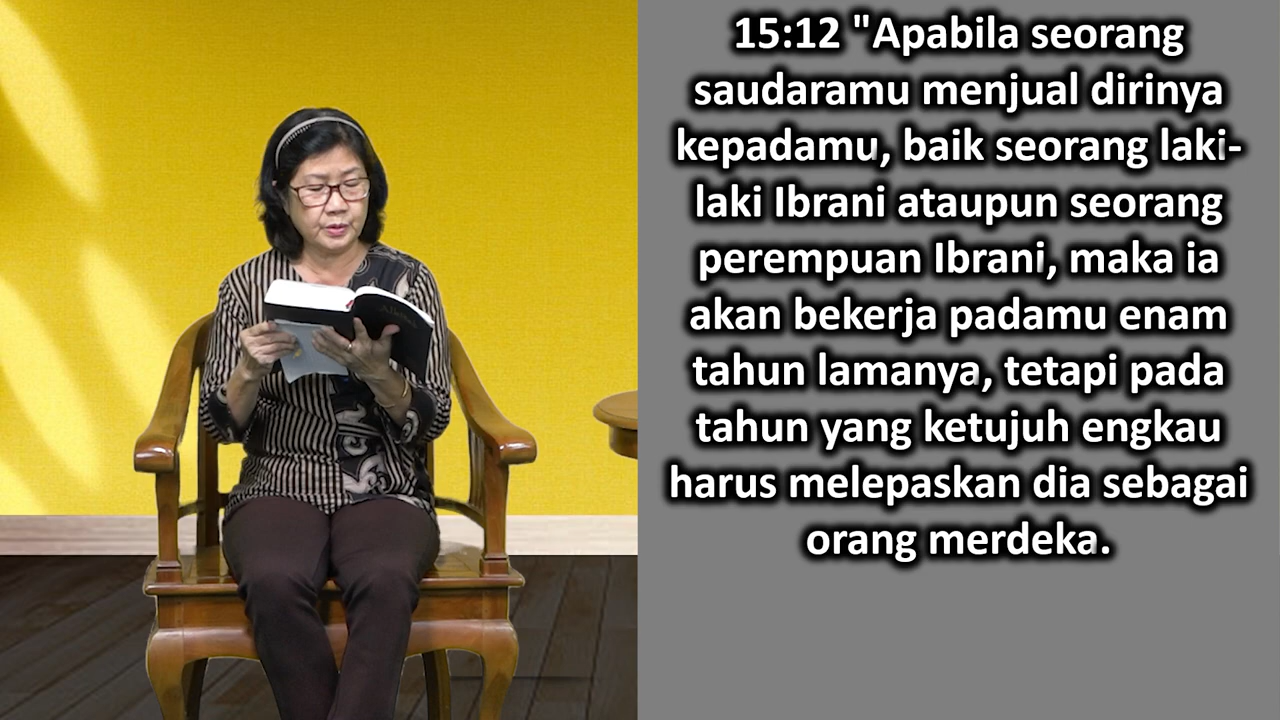 15:12 "Apabila seorang
saudaramu menjual dirinya
kepadamu, baik seorang laki-
laki Ibrani ataupun seorang
perempuan Ibrani, maka ia
akan bekerja padamu enam
tahun lamanya, tetapi pada
tahun yang ketujuh engkau
harus melepaskan dia sebagai
orang merdeka.